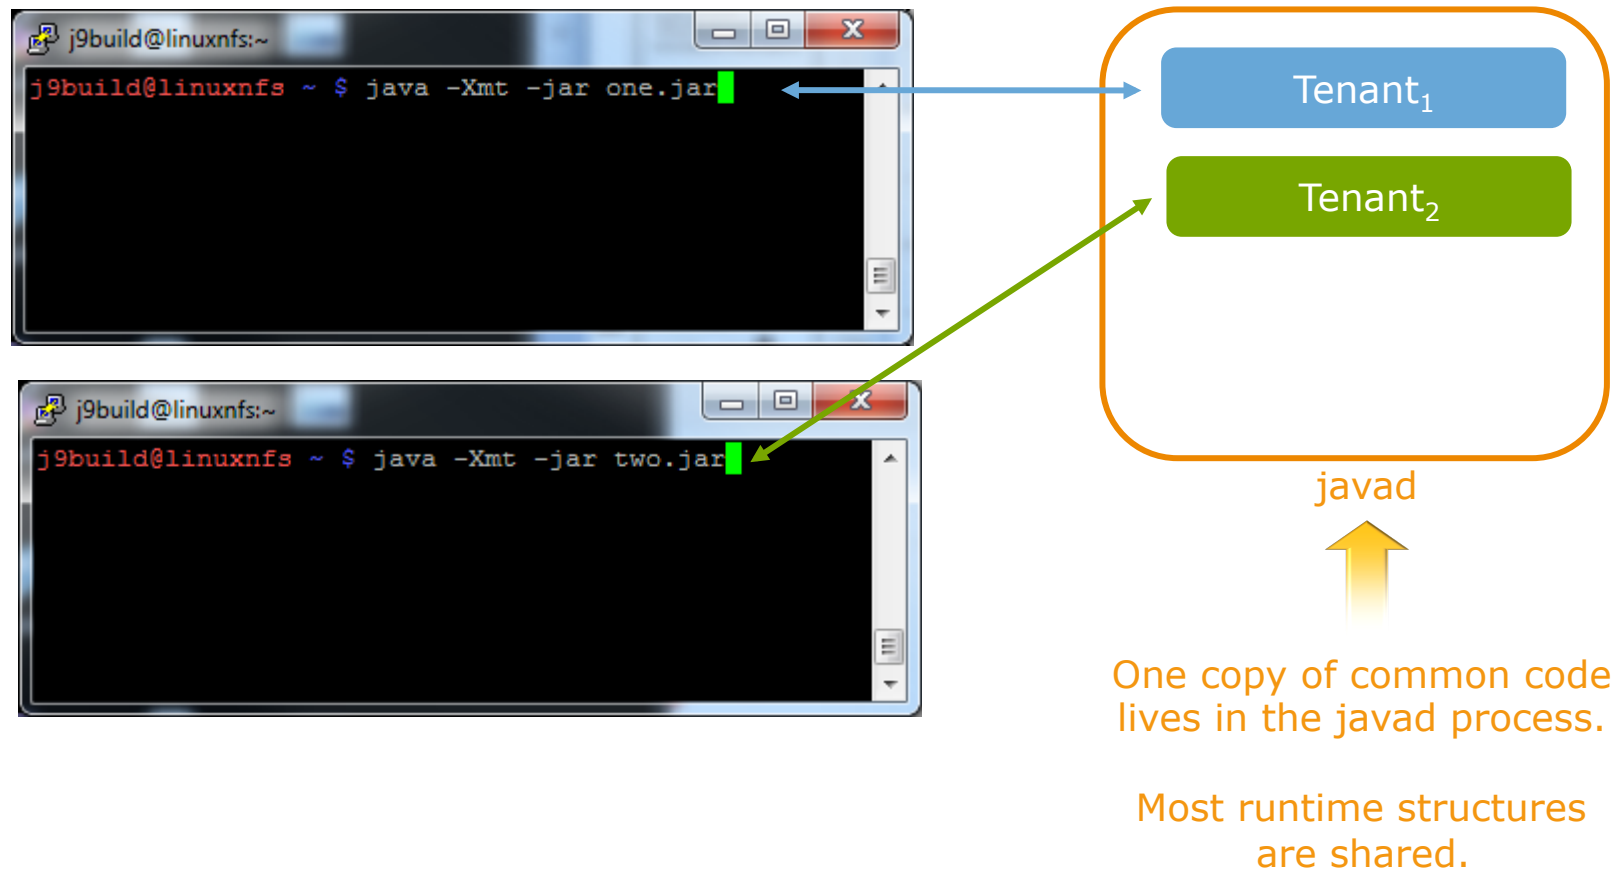 j9build@linuxnfs:~
j9build@linuxnfs ~ $ java -Xmt -jar one.jar
Tenant1
Tenant2
j9build@linuxnfs:~
j9build@linuxnfs ~ $ java -Xmt -jar two.jar
javad
One copy of common code
lives in the javad process.
Most runtime structures
are shared.